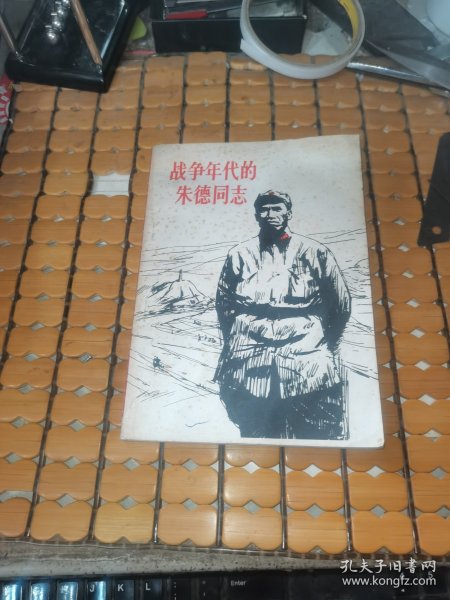 战争年代的
朱德同志
J
K
L
Enter
孔夫子旧书网
www.kongfz.com